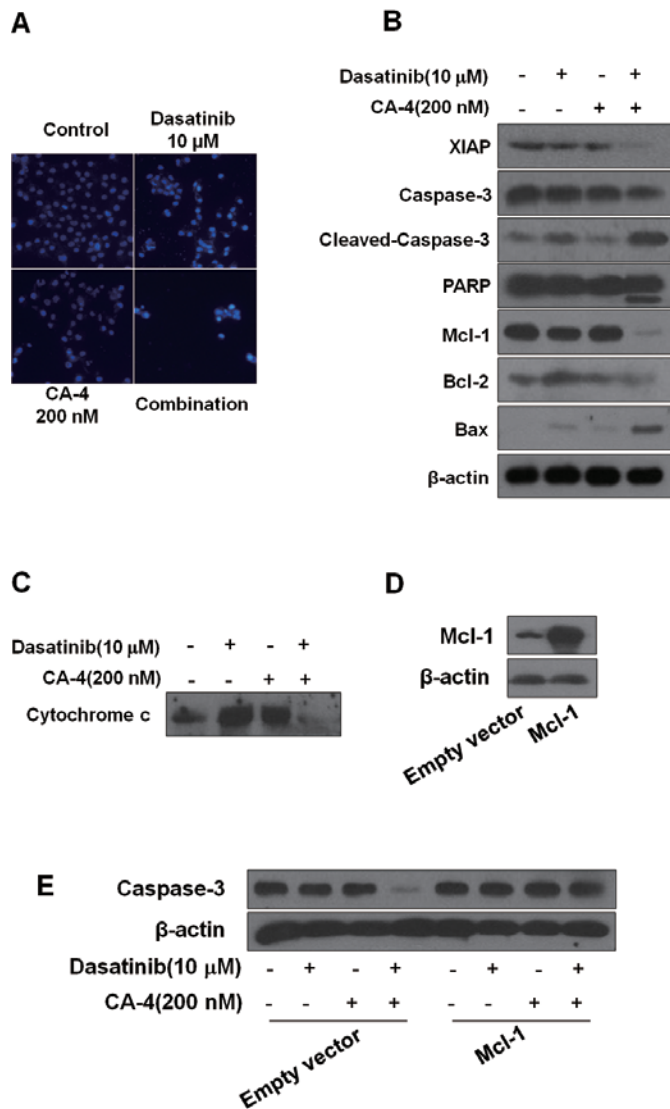 A
Control
Dasatinib
10 µM
CA-4
200 nM
Combination
B
Dasatinib(10 µM) - + - +
CA-4(200 nM) - - + +
XIAP
Caspase-3
Cleaved-Caspase-3
PARP
Mcl-1
Bcl-2
Bax
β-actin
C
Dasatinib(10 µM) - + - +
CA-4(200 nM) - - + +
Cytochrome c
D
Mcl-1
β-actin
Empty vector
Mcl-1
E
Caspase-3
β-actin
Dasatinib(10 µM) - + - + - + - +
CA-4(200 nM) - - + + - - + +
Empty vector
Mcl-1